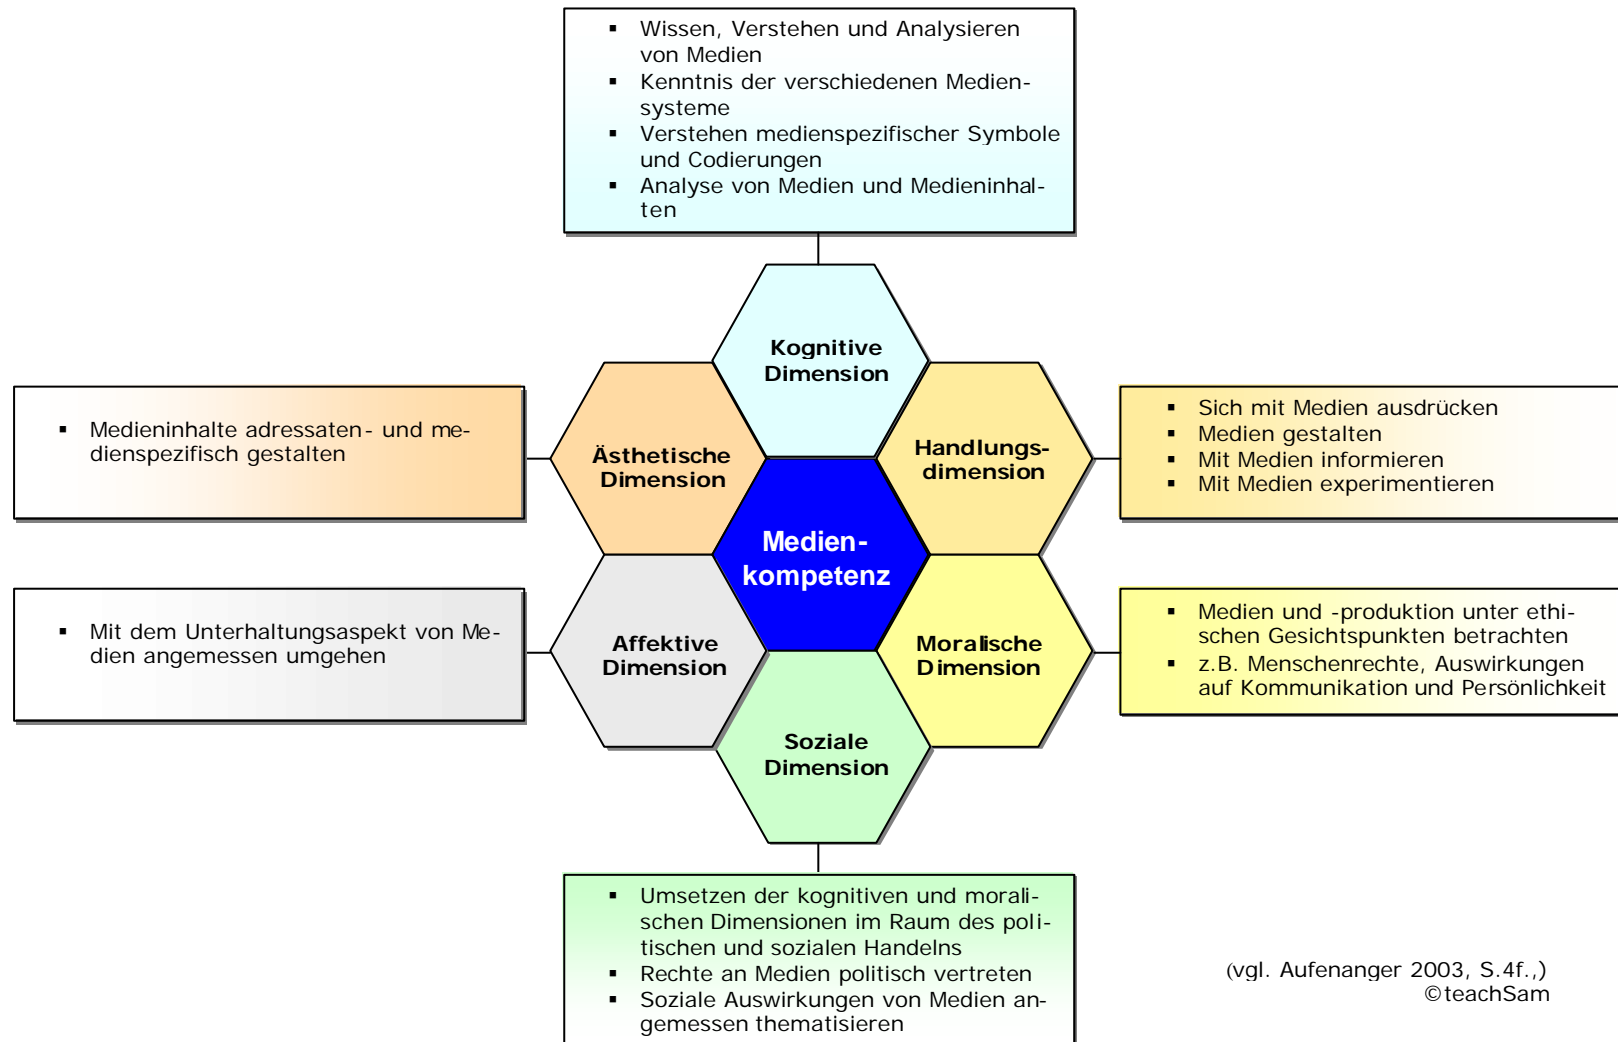 ▪ Wissen, Verstehen und Analysieren
von Medien
▪ Kenntnis der verschiedenen Medien-
systeme
▪ Verstehen medienspezifischer Symbole
und Codierungen
▪ Analyse von Medien und Medieninhal-
ten
Kognitive
Dimension
▪ Medieninhalte adressaten- und me-
dienspezifisch gestalten
Ästhetische
Dimension
Handlungs-
dimension
▪ Sich mit Medien ausdrücken
▪ Medien gestalten
▪ Mit Medien informieren
▪ Mit Medien experimentieren
Medien-
kompetenz
▪ Mit dem Unterhaltungsaspekt von Me-
dien angemessen umgehen
Affektive
Dimension
Moralische
Dimension
▪ Medien und -produktion unter ethi-
schen Gesichtspunkten betrachten
▪ z.B. Menschenrechte, Auswirkungen
auf Kommunikation und Persönlichkeit
Soziale
Dimension
▪ Umsetzen der kognitiven und morali-
schen Dimensionen im Raum des poli-
tischen und sozialen Handelns
▪ Rechte an Medien politisch vertreten
▪ Soziale Auswirkungen von Medien an-
gemessen thematisieren
(vgl. Aufenanger 2003, S.4f.,)
©teachSam